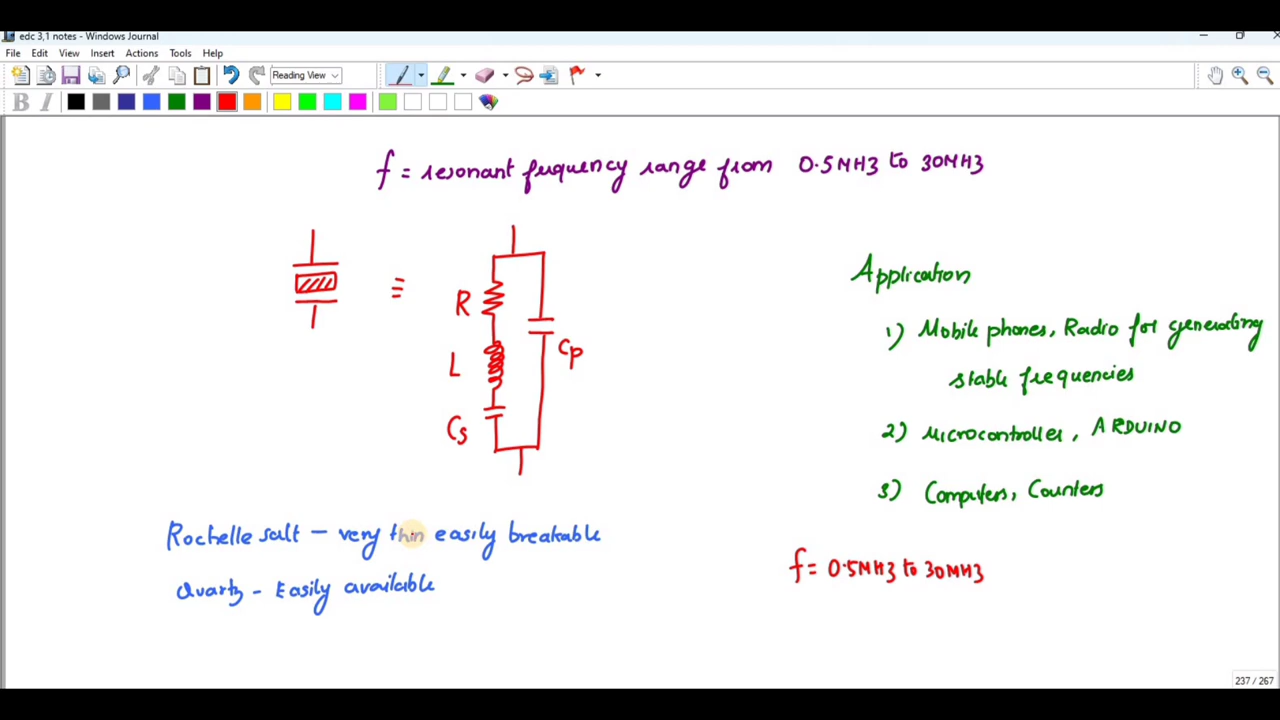 edc 3,1 notes - Windows Journal
File Edit View Insert Actions Tools Help
Reading View
B I
f = resonant frequency range from 0.5MHz to 30MHz
R
L
Cs
Cp
Application
1) Mobile phones, Radio for generating
stable frequencies
2) Microcontroller, ARDUINO
3) Computers, Counters
Rochelle salt - very thin easily breakable
Quartz - Easily available
f = 0.5MHz to 30MHz
237 / 267